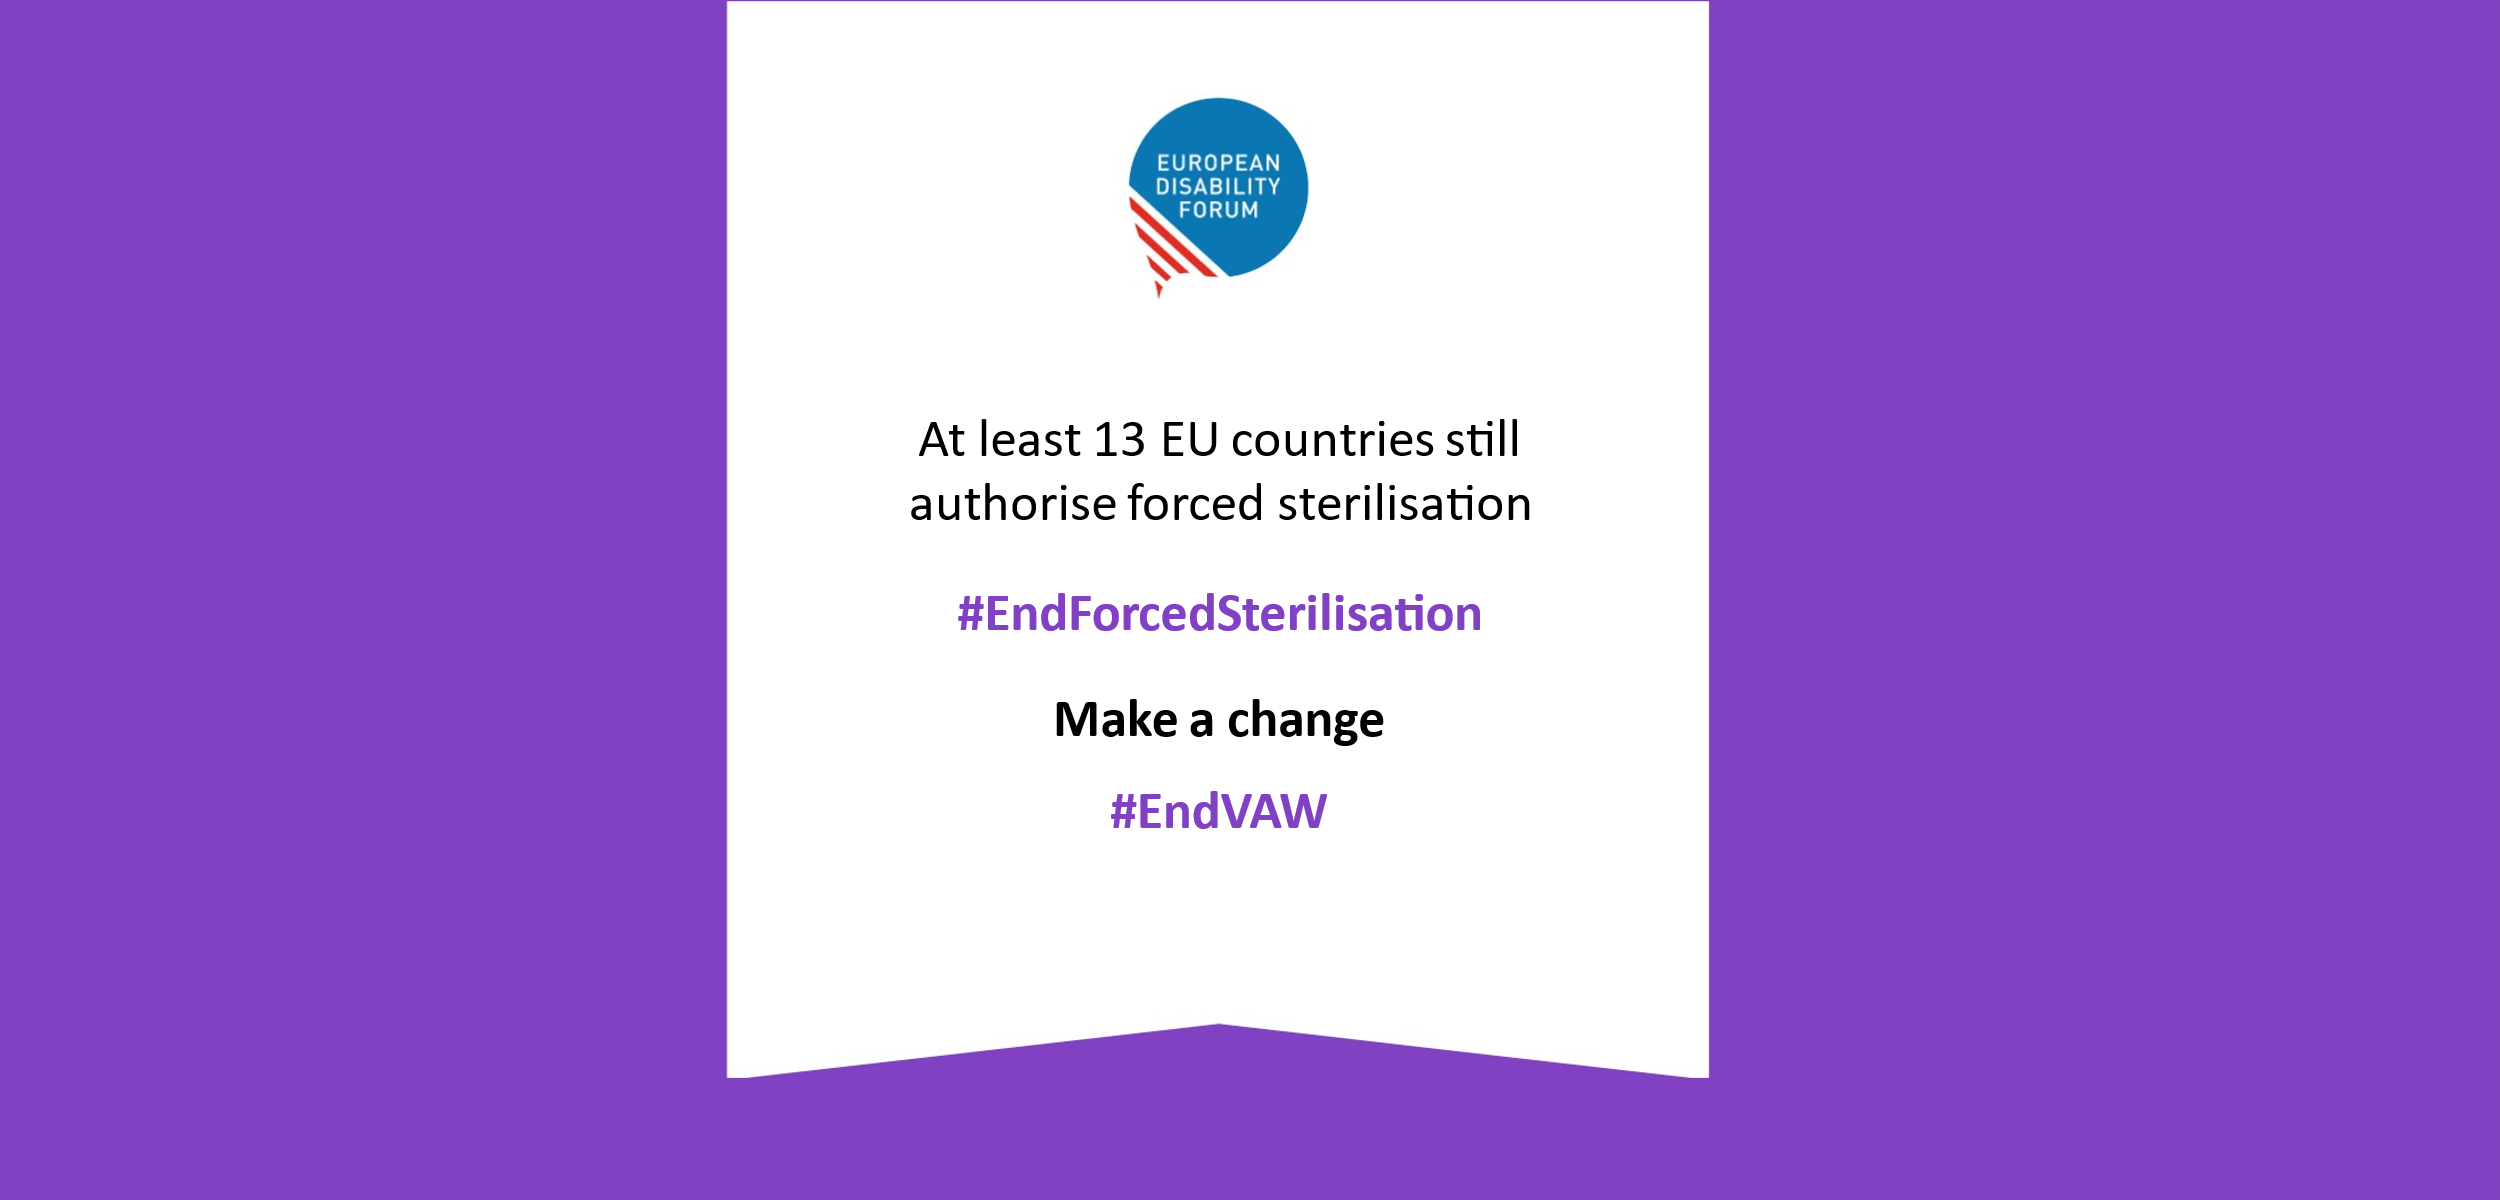 EUROPEAN
DISABILITY
FORUM
At least 13 EU countries still
authorise forced sterilisation
#EndForcedSterilisation
Make a change
#EndVAW